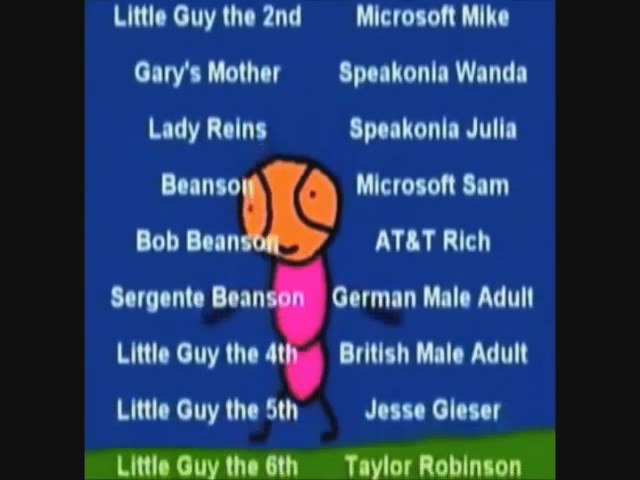 Little Guy the 2nd Microsoft Mike
Gary's Mother Speakonia Wanda
Lady Reins Speakonia Julia
Beanson Microsoft Sam
Bob Beanson AT&T Rich
Sergente Beanson German Male Adult
Little Guy the 4th British Male Adult
Little Guy the 5th Jesse Gieser
Little Guy the 6th Taylor Robinson